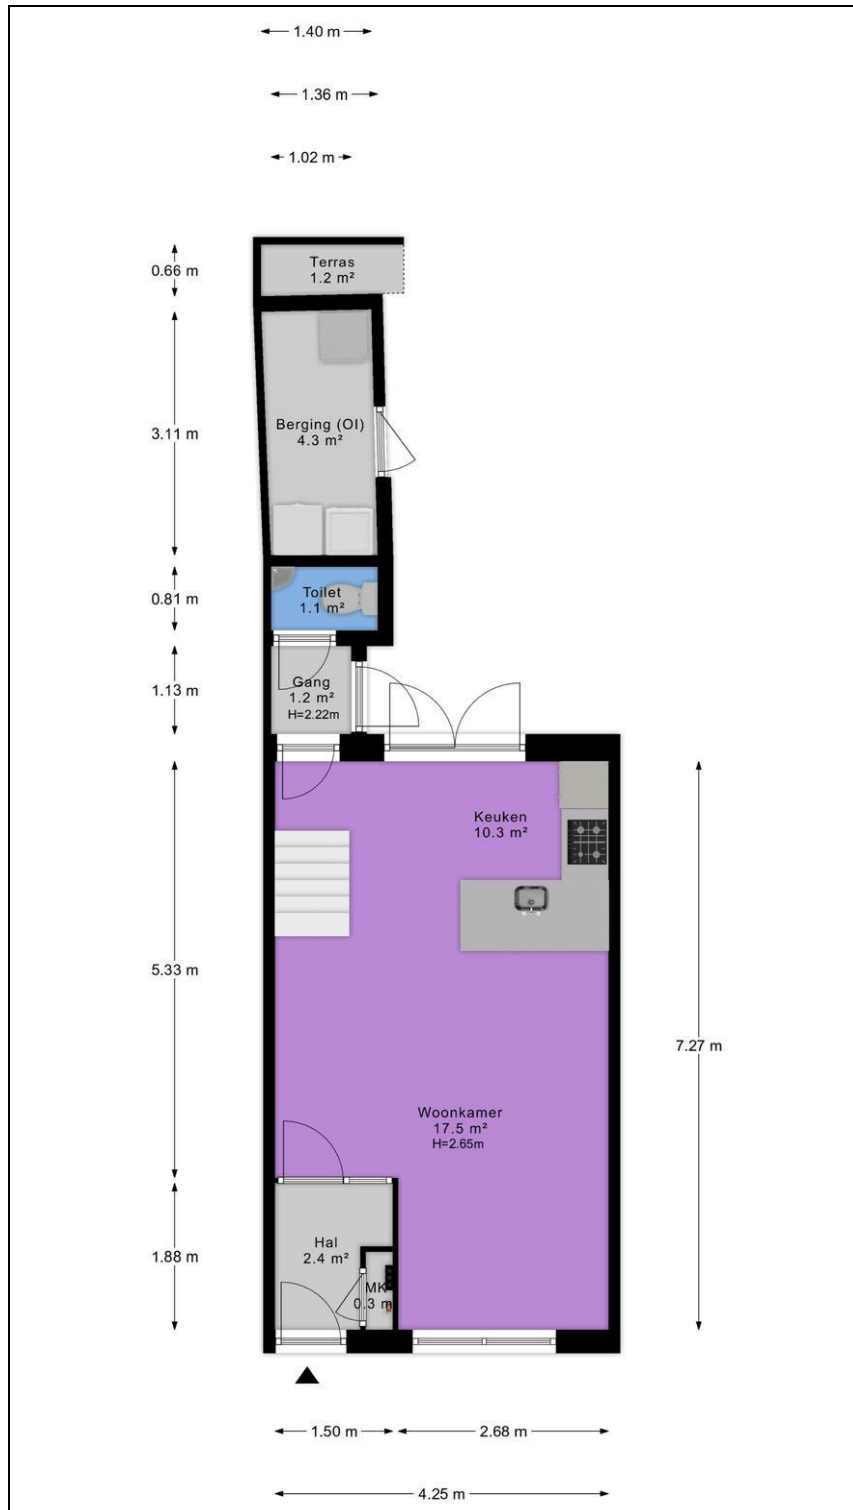 1.40 m
1.36 m
1.02 m
0.66 m
Terras
1.2 m²
3.11 m
Berging (OI)
4.3 m²
0.81 m
Toilet
1.1 m²
1.13 m
Gang
1.2 m²
H=2.22m
Keuken
10.3 m²
5.33 m
7.27 m
Woonkamer
17.5 m²
H=2.65m
1.88 m
Hal
2.4 m²
MK
0.3 m
1.50 m
2.68 m
4.25 m